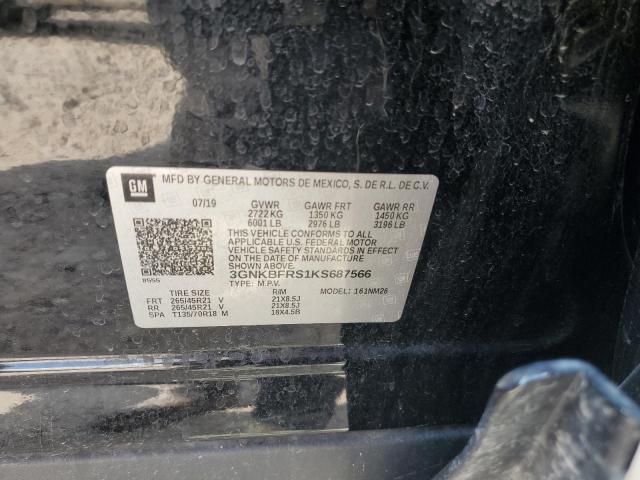 GM
MFD BY GENERAL MOTORS DE MEXICO, S. DE R.L. DE C.V.
07/19 GVWR GAWR FRT GAWR RR
2722 KG 1350 KG 1450 KG
6001 LB 2976 LB 3196 LB
THIS VEHICLE CONFORMS TO ALL
APPLICABLE U.S. FEDERAL MOTOR
VEHICLE SAFETY STANDARDS IN EFFECT
ON THE DATE OF MANUFACTURE
3GNKBFRS1KS687566
8555 TYPE: M.P.V. MODEL: 161NM26
TIRE SIZE RIM
FRT 265/45R21 V 21X8.5J
RR 265/45R21 V 21X8.5J
SPA T135/70R18 M 18X4.5B